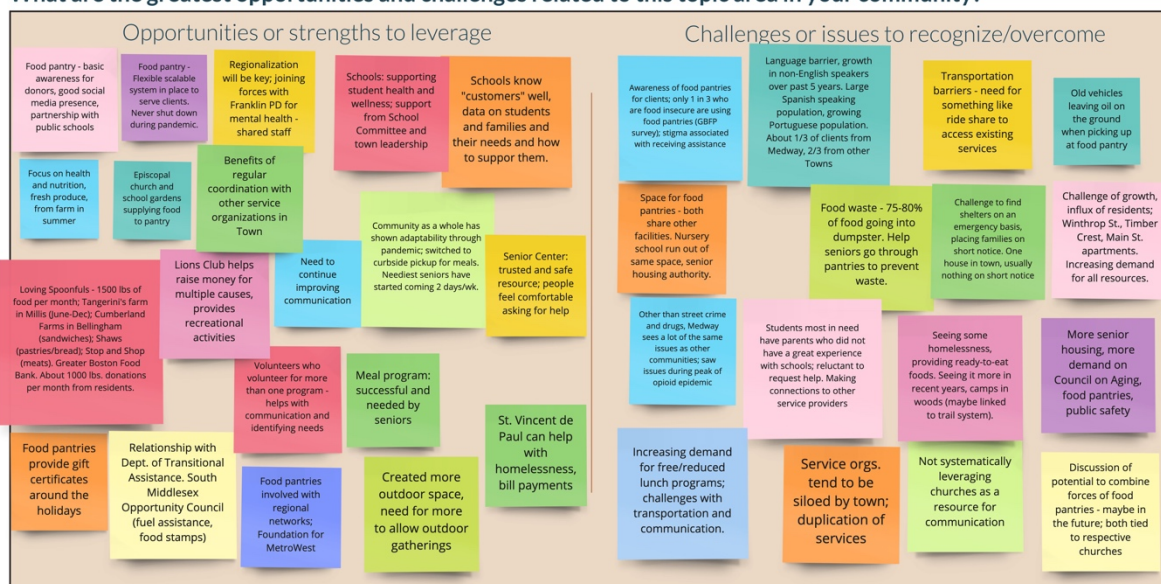 What are the greatest opportunities and challenges related to this topic area in your community?
Opportunities or strengths to leverage
Food pantry - basic
awareness for
donors, good social
media presence,
partnership with
public schools
Food pantry -
Flexible scalable
system in place to
serve clients.
Never shut down
during pandemic.
Regionalization
will be key; joining
forces with
Franklin PD for
mental health -
shared staff
Schools: supporting
student health and
wellness; support
from School
Committee and
town leadership
Schools know
"customers" well,
data on students
and families and
their needs and how
to suppor them.
Focus on health
and nutrition,
fresh produce,
from farm in
summer
Episcopal
church and
school gardens
supplying food
to pantry
Benefits of
regular
coordination with
other service
organizations in
Town
Loving Spoonfuls - 1500 lbs of
food per month; Tangerini's farm
in Millis (June-Dec); Cumberland
Farms in Bellingham
(sandwiches); Shaws
(pastries/bread); Stop and Shop
(meats). Greater Boston Food
Bank. About 1000 lbs. donations
per month from residents.
Lions Club helps
raise money for
multiple causes,
provides
recreational
activities
Need to
continue
improving
communication
Community as a whole has
shown adaptability through
pandemic; switched to
curbside pickup for meals.
Neediest seniors have
started coming 2 days/wk.
Senior Center:
trusted and safe
resource; people
feel comfortable
asking for help
Volunteers who
volunteer for more
than one program -
helps with
communication and
identifying needs
Meal program:
successful and
needed by
seniors
St. Vincent de
Paul can help
with
homelessness,
bill payments
Food pantries
provide gift
certificates around
the holidays
Relationship with
Dept. of Transitional
Assistance. South
Middlesex
Opportunity Council
(fuel assistance,
food stamps)
Food pantries
involved with
regional
networks;
Foundation for
MetroWest
Created more
outdoor space,
need for more
to allow outdoor
gatherings
Challenges or issues to recognize/overcome
Awareness of food pantries
for clients; only 1 in 3 who
are food insecure are using
food pantries (GBFP
survey); stigma associated
with receiving assistance
Language barrier, growth
in non-English speakers
over past 5 years. Large
Spanish speaking
population, growing
Portuguese population.
About 1/3 of clients from
Medway, 2/3 from other
Towns
Transportation
barriers - need for
something like
ride share to
access existing
services
Old vehicles
leaving oil on
the ground
when picking up
at food pantry
Space for food
pantries - both
share other
facilities. Nursery
school run out of
same space, senior
housing authority.
Food waste - 75-80%
of food going into
dumpster. Help
seniors go through
pantries to prevent
waste.
Challenge to find
shelters on an
emergency basis,
placing families on
short notice. One
house in town, usually
nothing on short notice
Challenge of growth,
influx of residents;
Winthrop St., Timber
Crest, Main St.
apartments.
Increasing demand
for all resources.
Other than street crime
and drugs, Medway
sees a lot of the same
issues as other
communities; saw
issues during peak of
opioid epidemic
Students most in need
have parents who did not
have a great experience
with schools; reluctant to
request help. Making
connections to other
service providers
Seeing some
homelessness,
providing ready-to-eat
foods. Seeing it more in
recent years, camps in
woods (maybe linked
to trail system).
More senior
housing, more
demand on
Council on Aging,
food pantries,
public safety
Increasing demand
for free/reduced
lunch programs;
challenges with
transportation and
communication.
Service orgs.
tend to be
siloed by town;
duplication of
services
Not systematically
leveraging
churches as a
resource for
communication
Discussion of
potential to combine
forces of food
pantries - maybe in
the future; both tied
to respective
churches